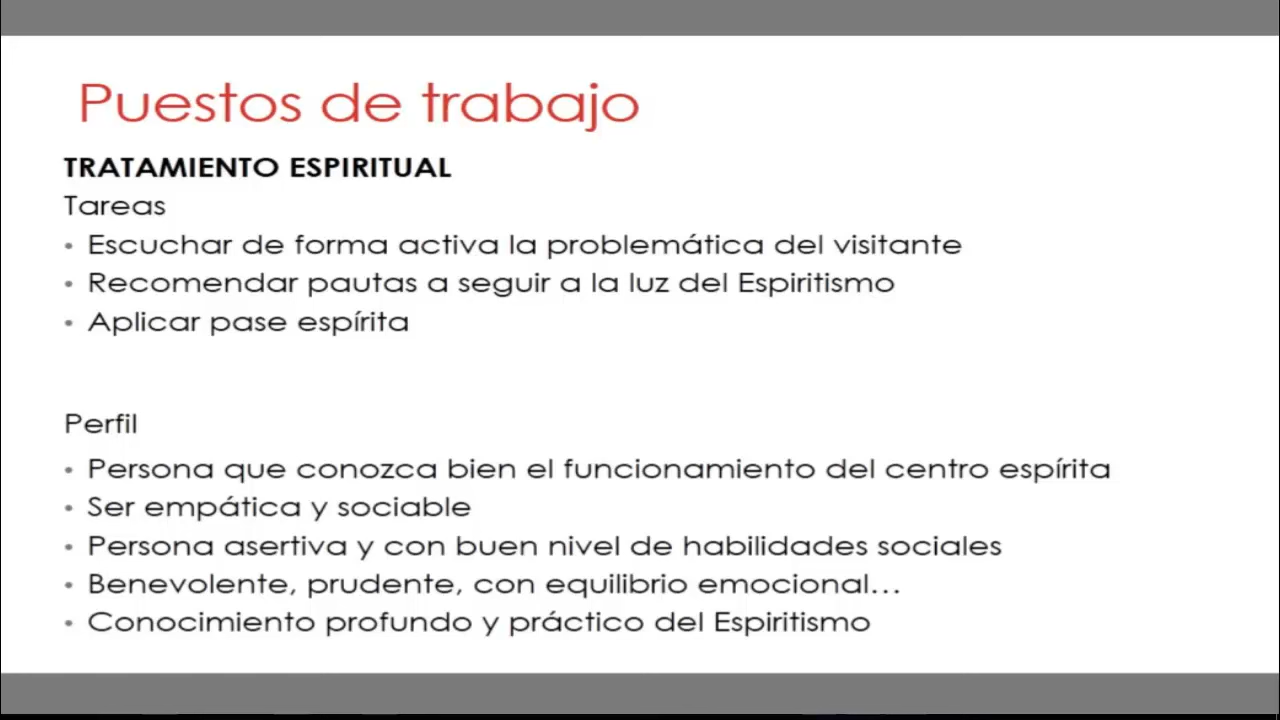 Puestos de trabajo
TRATAMIENTO ESPIRITUAL
Tareas
• Escuchar de forma activa la problemática del visitante
• Recomendar pautas a seguir a la luz del Espiritismo
• Aplicar pase espírita
Perfil
• Persona que conozca bien el funcionamiento del centro espírita
• Ser empática y sociable
• Persona asertiva y con buen nivel de habilidades sociales
• Benevolente, prudente, con equilibrio emocional...
• Conocimiento profundo y práctico del Espiritismo